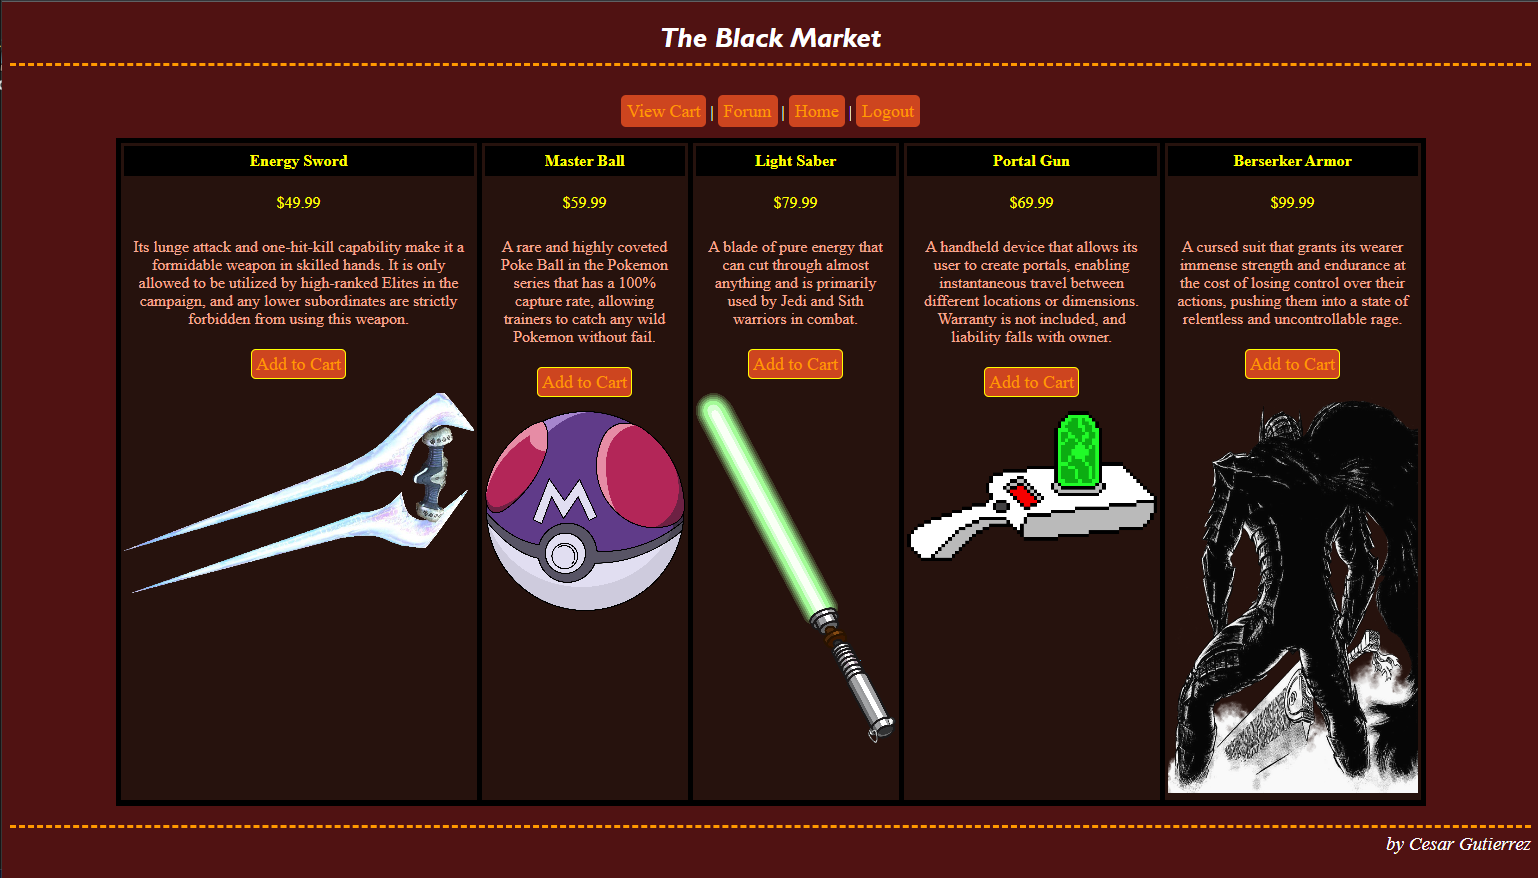 The Black Market
View Cart | Forum | Home | Logout
Energy Sword
$49.99
Its lunge attack and one-hit-kill capability make it a
formidable weapon in skilled hands. It is only
allowed to be utilized by high-ranked Elites in the
campaign, and any lower subordinates are strictly
forbidden from using this weapon.
Add to Cart
Master Ball
$59.99
A rare and highly coveted
Poke Ball in the Pokemon
series that has a 100%
capture rate, allowing
trainers to catch any wild
Pokemon without fail.
Add to Cart
M
Light Saber
$79.99
A blade of pure energy that
can cut through almost
anything and is primarily
used by Jedi and Sith
warriors in combat.
Add to Cart
Portal Gun
$69.99
A handheld device that allows its
user to create portals, enabling
instantaneous travel between
different locations or dimensions.
Warranty is not included, and
liability falls with owner.
Add to Cart
Berserker Armor
$99.99
A cursed suit that grants its wearer
immense strength and endurance at
the cost of losing control over their
actions, pushing them into a state of
relentless and uncontrollable rage.
Add to Cart
by Cesar Gutierrez